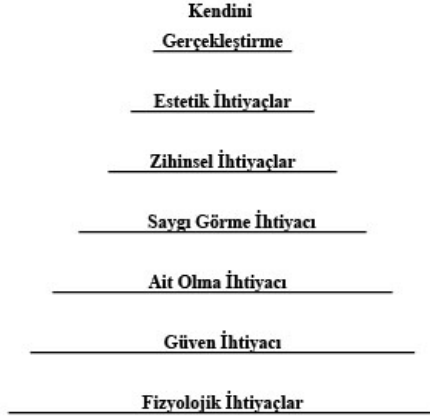 Kendini
Gerçekleştirme
Estetik İhtiyaçlar
Zihinsel İhtiyaçlar
Saygı Görme İhtiyacı
Ait Olma İhtiyacı
Güven İhtiyacı
Fizyolojik İhtiyaçlar